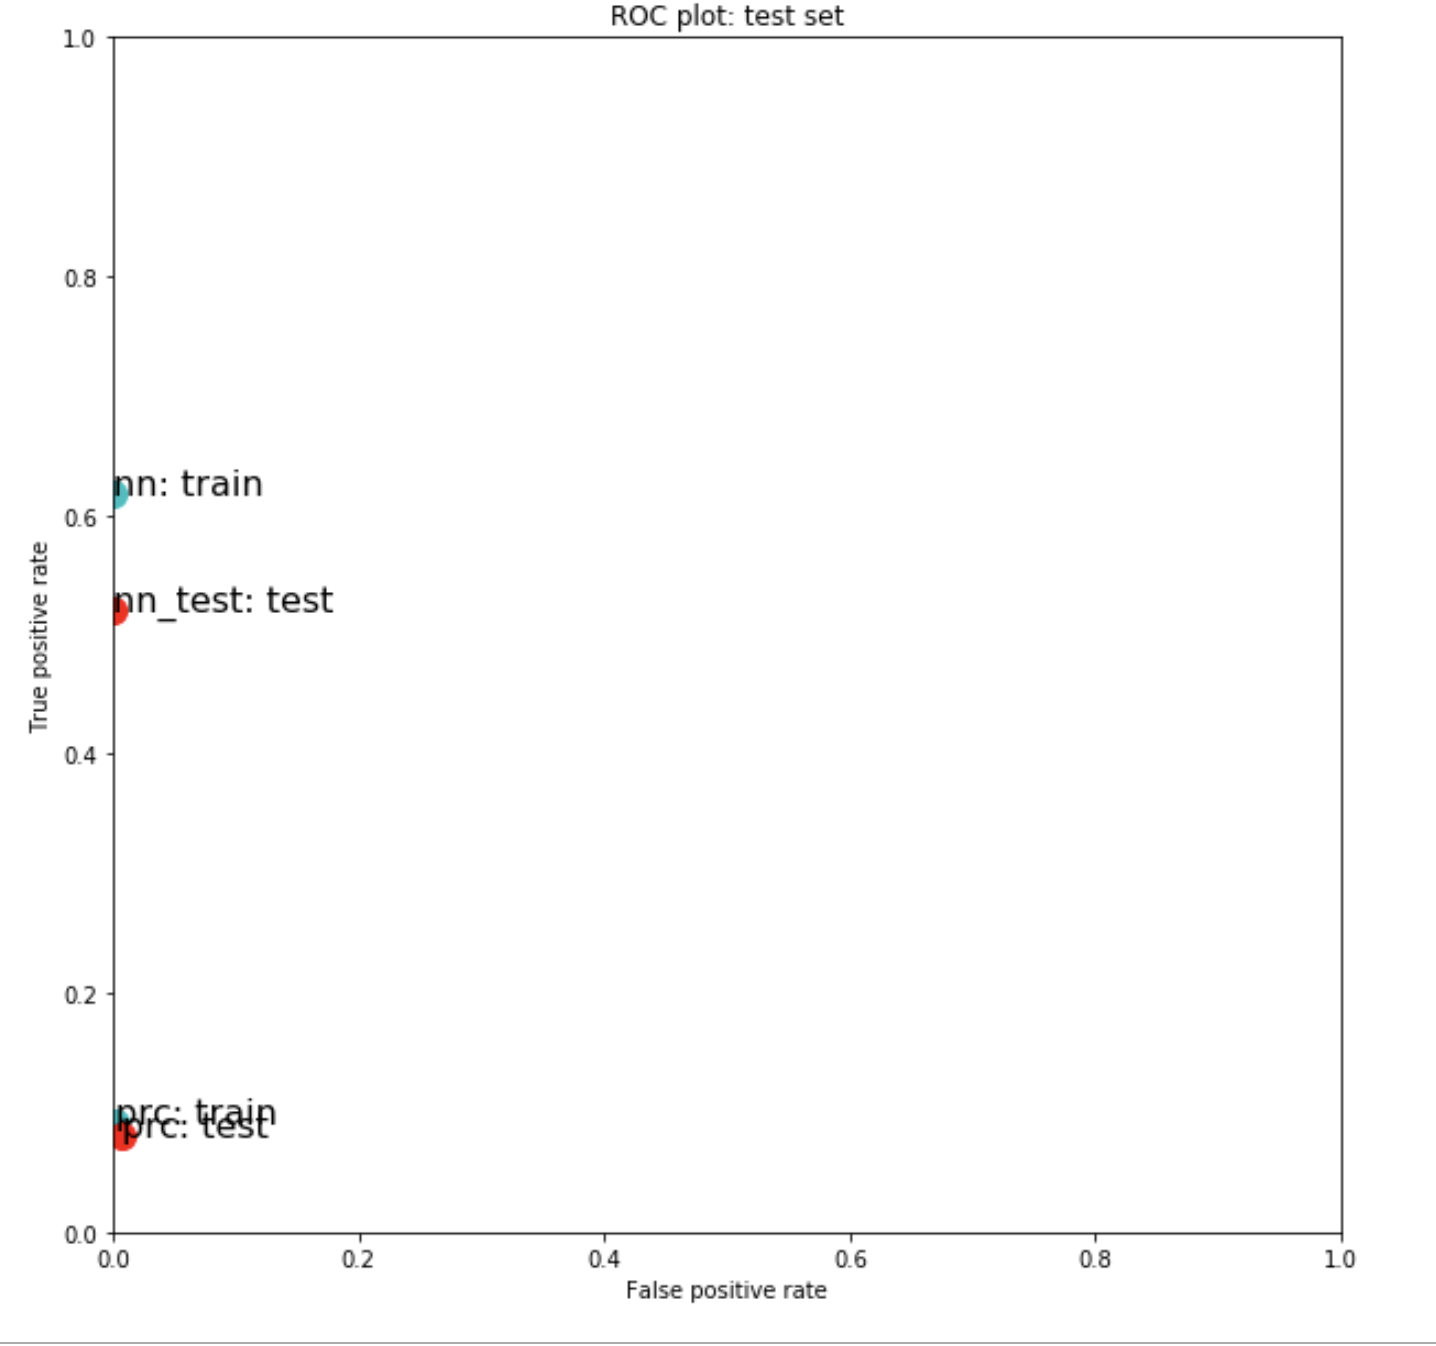 ROC plot: test set
1.0
0.8
nn: train
0.6
nn_test: test
True positive rate
0.4
0.2
prc: train
prc: test
0.0
0.0 0.2 0.4 0.6 0.8 1.0
False positive rate